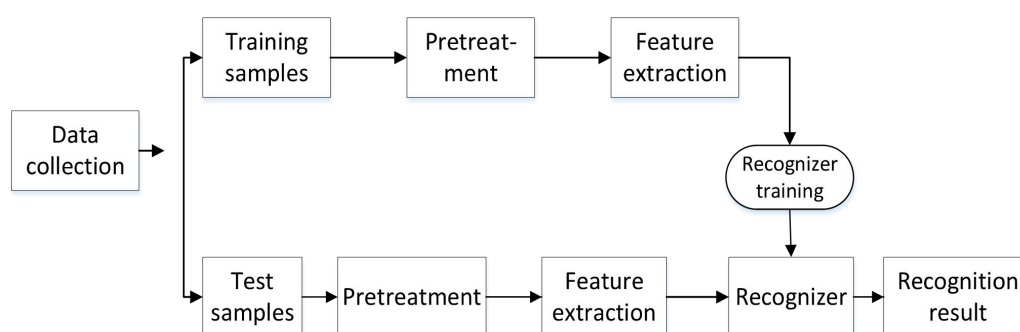 Training
samples
Pretreat-
ment
Feature
extraction
Data
collection
Recognizer
training
Test
samples
Pretreatment
Feature
extraction
Recognizer
Recognition
result